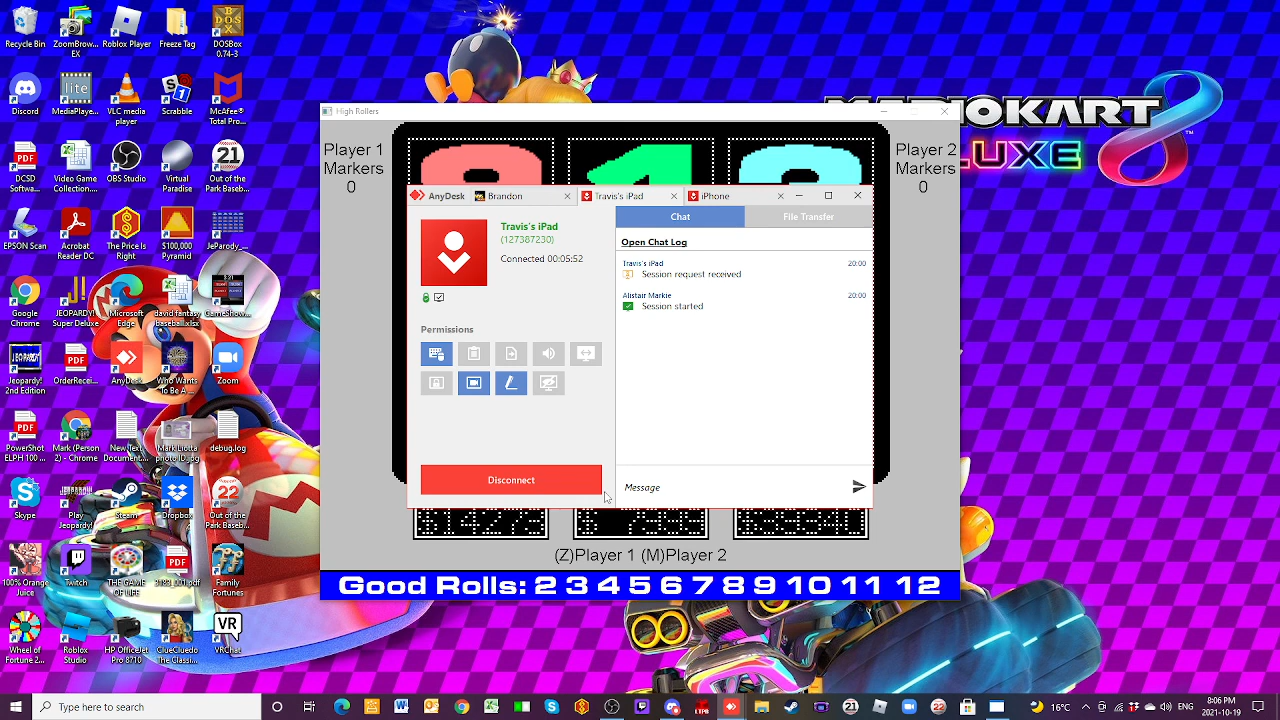 Recycle Bin
ZoomBrow... EX
Roblox Player
Freeze Tag
DOSBox 0.74-3
Discord
MediaPlaye...
VLC media player
Scrabble
McAfee® Total Pro...
DCSD Softwa...
Video Game Collection....
OBS Studio
Virtual Paradise
Out of the Park Baseb...
EPSON Scan
Acrobat Reader DC
The Price Is Right
$100,000 Pyramid
JeParody_...
Google Chrome
JEOPARDY! Super Deluxe
Microsoft Edge
david fantasy baseball.xlsx
GameShow...
Jeopardy! 2nd Edition
OrderRecei...
AnyDesk
Who Wants To Be A ...
Zoom
PowerShot ELPH 100 ...
Mark (Person 2) - Chrome
New Text Document...
Mark Liotto photo ID.jpg
debug.log
Skype
Play Jeopardy!
Steam
Dropbox
Out of the Park Baseb...
100% Orange Juice
Twitch
THE GAME OF LIFE
Family Fortunes
Wheel of Fortune 2...
Roblox Studio
HP OfficeJet Pro 8710
ClueCluedo The Classi...
VRChat
High Rollers
Player 1 Markers 0
Player 2 Markers 0
AnyDesk
Brandon
Travis's iPad
iPhone
Travis's iPad
(127387230)
Connected 00:05:52
Permissions
Disconnect
Chat
File Transfer
Open Chat Log
Travis's iPad 20:00
Session request received
Alistair Markie 20:00
Session started
Message
(Z)Player 1 (M)Player 2
Good Rolls: 2 3 4 5 6 7 8 9 10 11 12
Type here to search
16°C
8:06 PM
2021-10-19